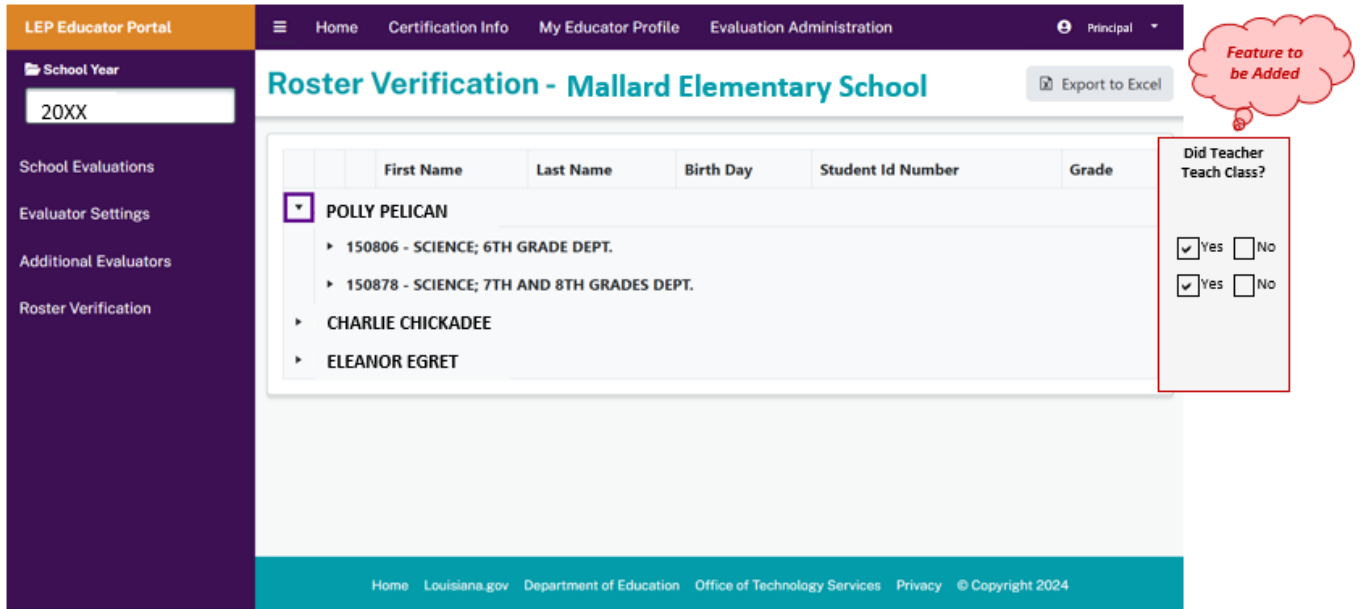 LEP Educator Portal
Home Certification Info My Educator Profile Evaluation Administration Principal
Feature to
be Added
School Year
20XX
Roster Verification - Mallard Elementary School
Export to Excel
School Evaluations
Evaluator Settings
Additional Evaluators
Roster Verification
First Name Last Name Birth Day Student Id Number Grade
Did Teacher
Teach Class?
POLLY PELICAN
150806 - SCIENCE; 6TH GRADE DEPT.
Yes No
150878 - SCIENCE; 7TH AND 8TH GRADES DEPT.
Yes No
CHARLIE CHICKADEE
ELEANOR EGRET
Home Louisiana.gov Department of Education Office of Technology Services Privacy © Copyright 2024